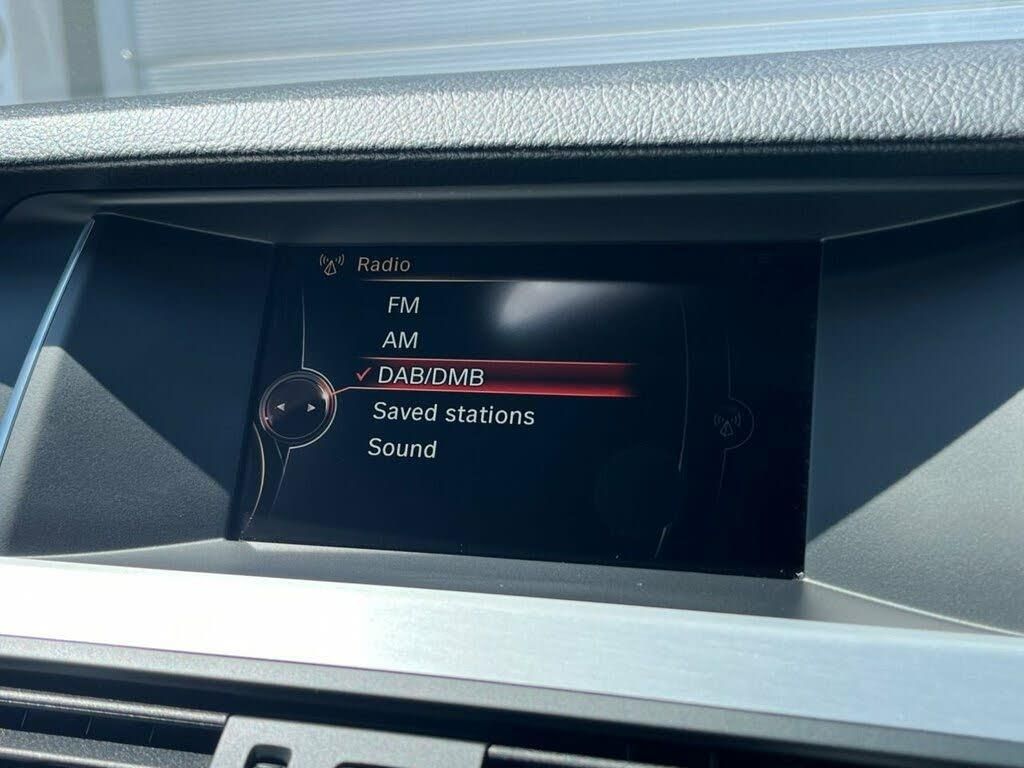 Radio
FM
AM
DAB/DMB
Saved stations
Sound